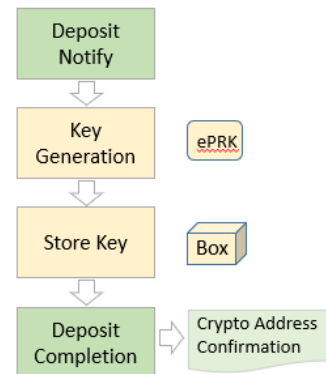 Deposit
Notify
Key
Generation
ePRK
Store Key
Box
Deposit
Completion
Crypto Address
Confirmation